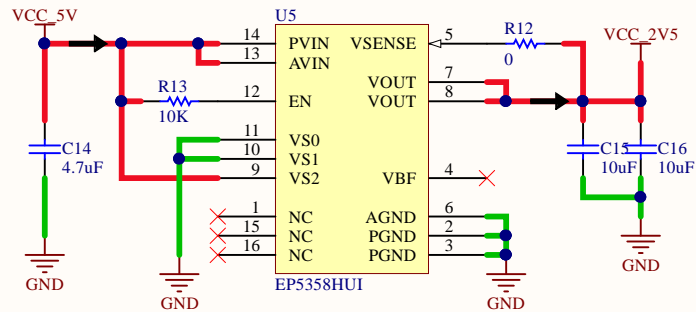 VCC_5V
U5
14 PVIN VSENSE 5
R12
0
VCC_2V5
13 AVIN
VOUT 7
R13
10K
12 EN VOUT 8
C14
4.7uF
11 VS0
10 VS1
9 VS2 VBF 4
C15
10uF
C16
10uF
1 NC AGND 6
15 NC PGND 2
16 NC PGND 3
GND
GND
EP5358HUI
GND
GND